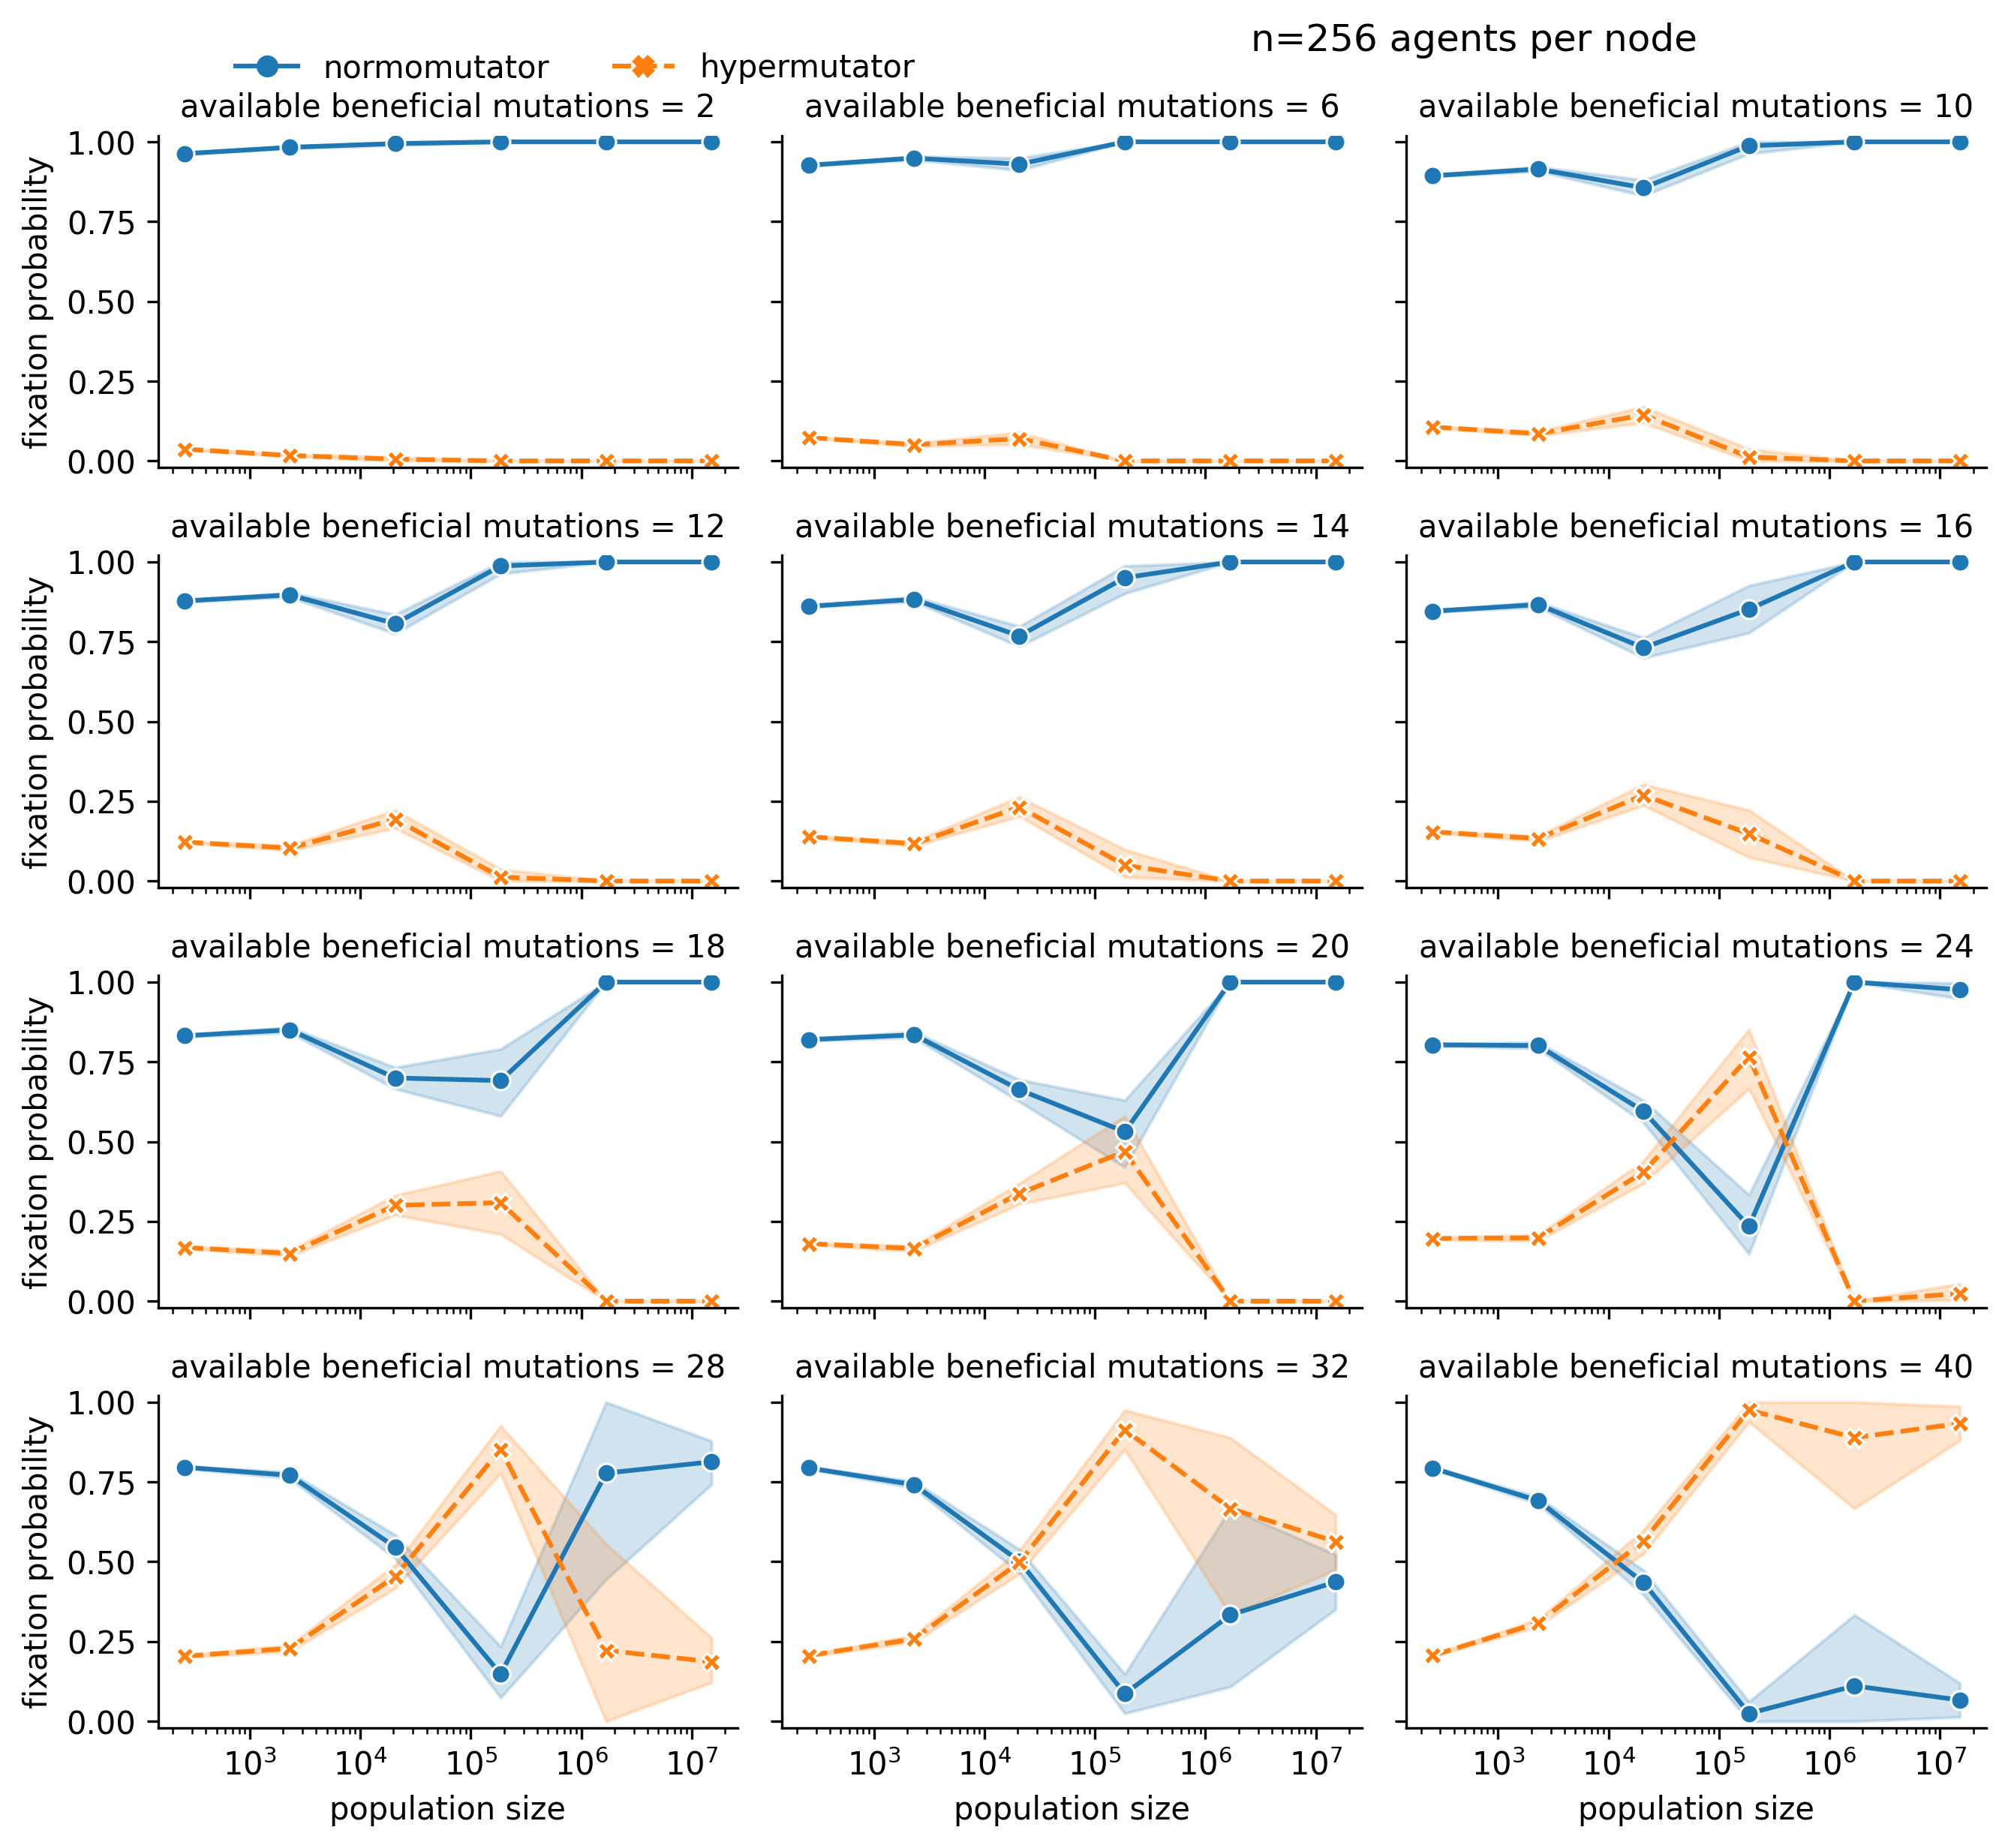 n=256 agents per node
normomutator hypermutator
available beneficial mutations = 2
available beneficial mutations = 6
available beneficial mutations = 10
1.00
0.75
0.50
0.25
0.00
fixation probability
available beneficial mutations = 12
available beneficial mutations = 14
available beneficial mutations = 16
1.00
0.75
0.50
0.25
0.00
fixation probability
available beneficial mutations = 18
available beneficial mutations = 20
available beneficial mutations = 24
1.00
0.75
0.50
0.25
0.00
fixation probability
available beneficial mutations = 28
available beneficial mutations = 32
available beneficial mutations = 40
1.00
0.75
0.50
0.25
0.00
fixation probability
10³ 10⁴ 10⁵ 10⁶ 10⁷
10³ 10⁴ 10⁵ 10⁶ 10⁷
10³ 10⁴ 10⁵ 10⁶ 10⁷
population size
population size
population size